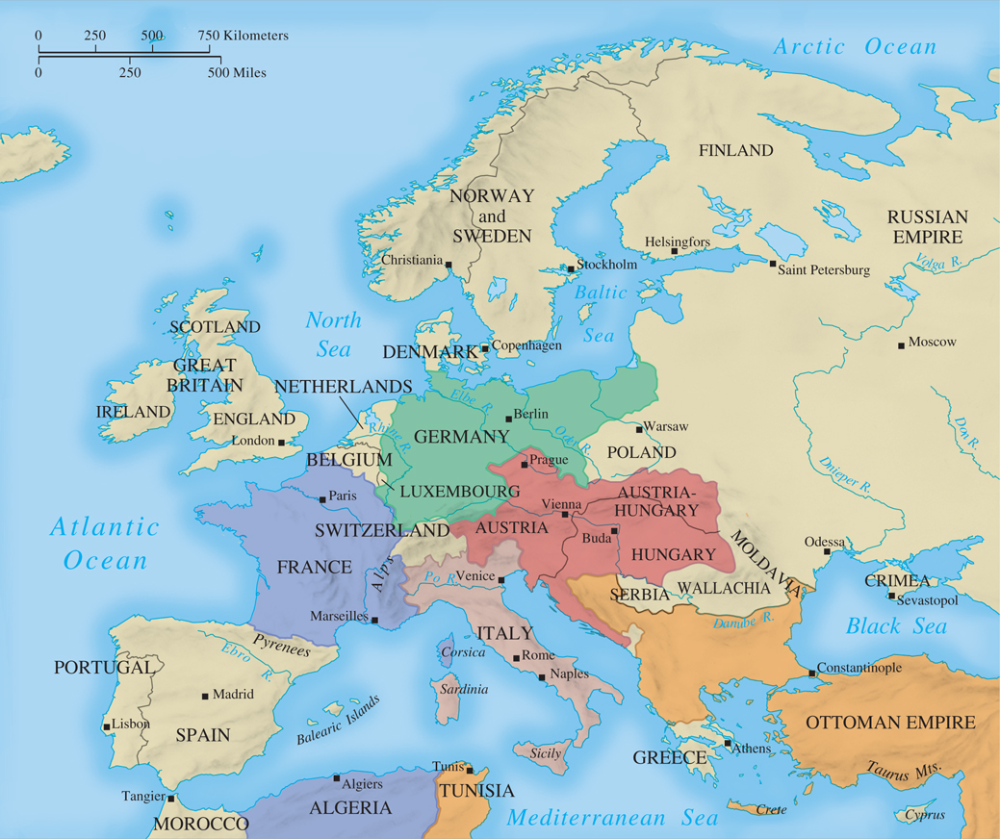 0 250 500 750 Kilometers
0 250 500 Miles
Arctic Ocean
FINLAND
NORWAY
and
SWEDEN
RUSSIAN
EMPIRE
Helsingfors
Christiania
Stockholm
Saint Petersburg
Volga R.
Baltic
Sea
North
Sea
SCOTLAND
DENMARK
Copenhagen
Moscow
GREAT
BRITAIN
NETHERLANDS
IRELAND
ENGLAND
London
Elbe R.
Berlin
Rhine R.
GERMANY
Oder R.
Warsaw
POLAND
Don R.
BELGIUM
Prague
Dnieper R.
Paris
LUXEMBOURG
Vienna
AUSTRIA-
HUNGARY
Atlantic
Ocean
SWITZERLAND
AUSTRIA
Buda
HUNGARY
MOLDAVIA
Odessa
FRANCE
Alps
Po R.
Venice
SERBIA
WALLACHIA
CRIMEA
Sevastopol
Marseilles
Danube R.
Black Sea
Pyrenees
Ebro R.
ITALY
Corsica
Rome
PORTUGAL
Naples
Constantinople
Madrid
Sardinia
Lisbon
SPAIN
Balearic Islands
OTTOMAN EMPIRE
Sicily
GREECE
Athens
Tunis
Taurus Mts.
Tangier
Algiers
TUNISIA
ALGERIA
Crete
Cyprus
MOROCCO
Mediterranean Sea